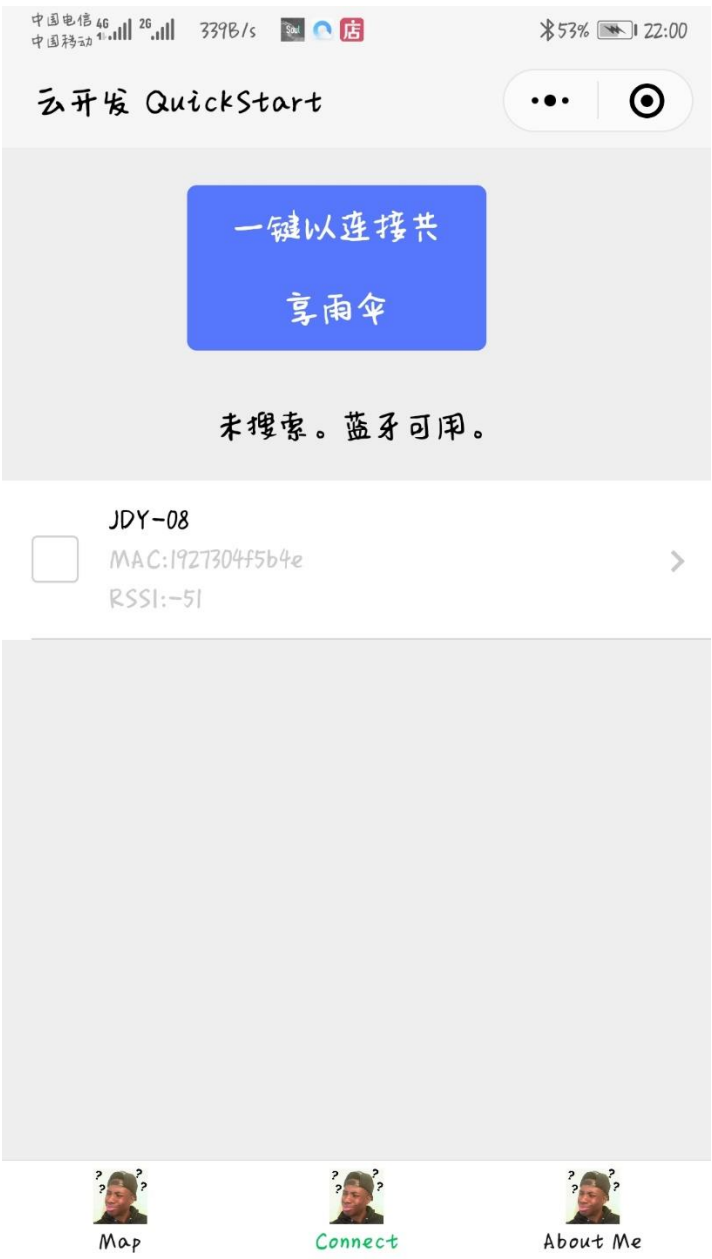 中国电信 4G 2G 339B/s Soul 店 53% 22:00
中国移动
云开发 QuickStart
一键以连接共
享雨伞
未搜索。蓝牙可用。
JDY-08
MAC:1927304f5b4e
RSSI:-51
? ? ? ? ? ? ? ? ? ? ? ?
Map Connect About Me